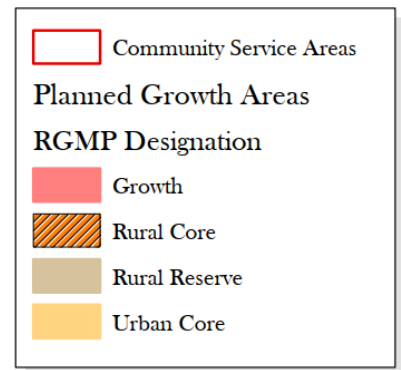 Community Service Areas
Planned Growth Areas
RGMP Designation
Growth
Rural Core
Rural Reserve
Urban Core